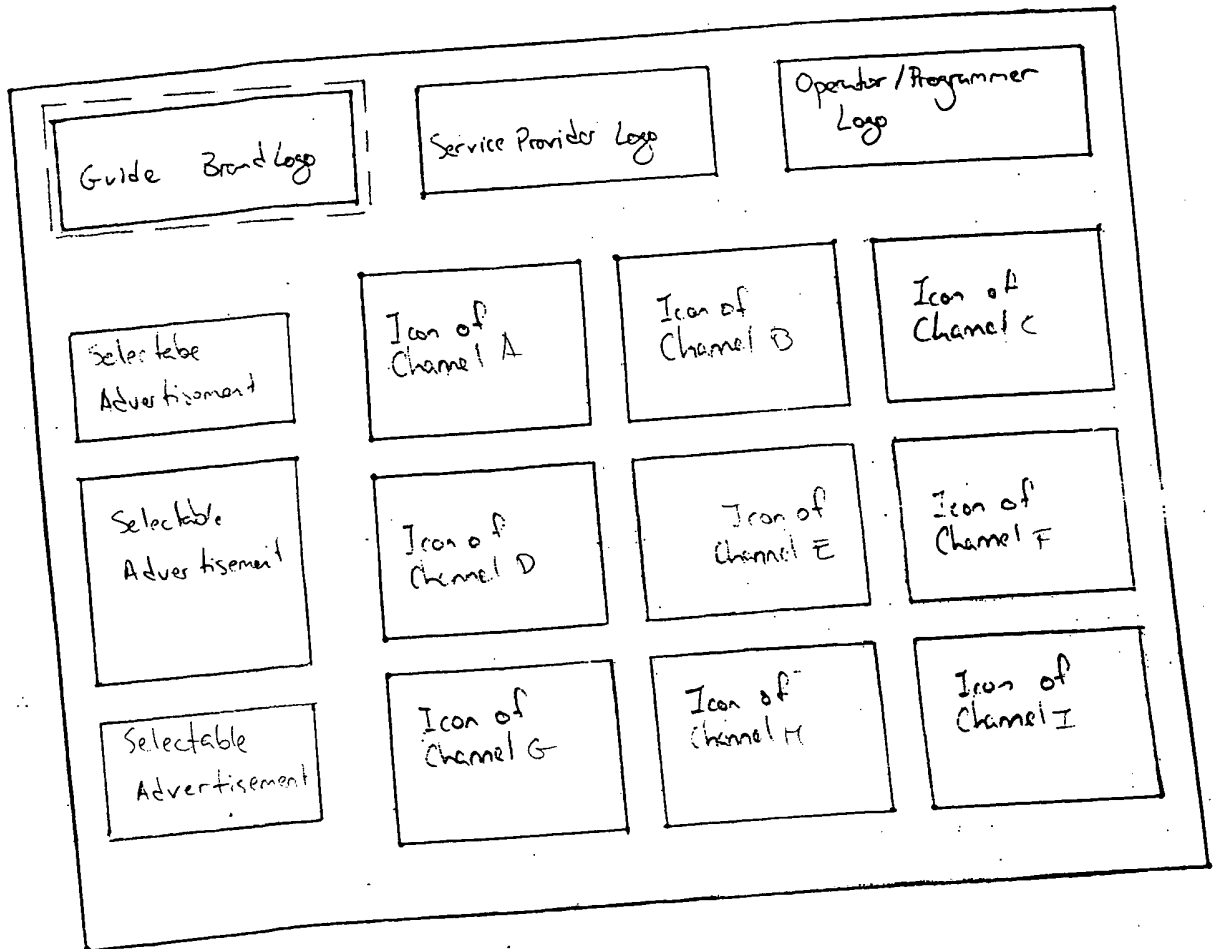 Guide Brand Logo
Service Provider Logo
Operator/Programmer
Logo
Selectabe
Advertisement
Icon of
Channel A
Icon of
Channel B
Icon of
Channel C
Selectable
Advertisement
Icon of
Channel D
Icon of
Channel E
Icon of
Channel F
Selectable
Advertisement
Icon of
Channel G
Icon of
Channel H
Icon of
Channel I